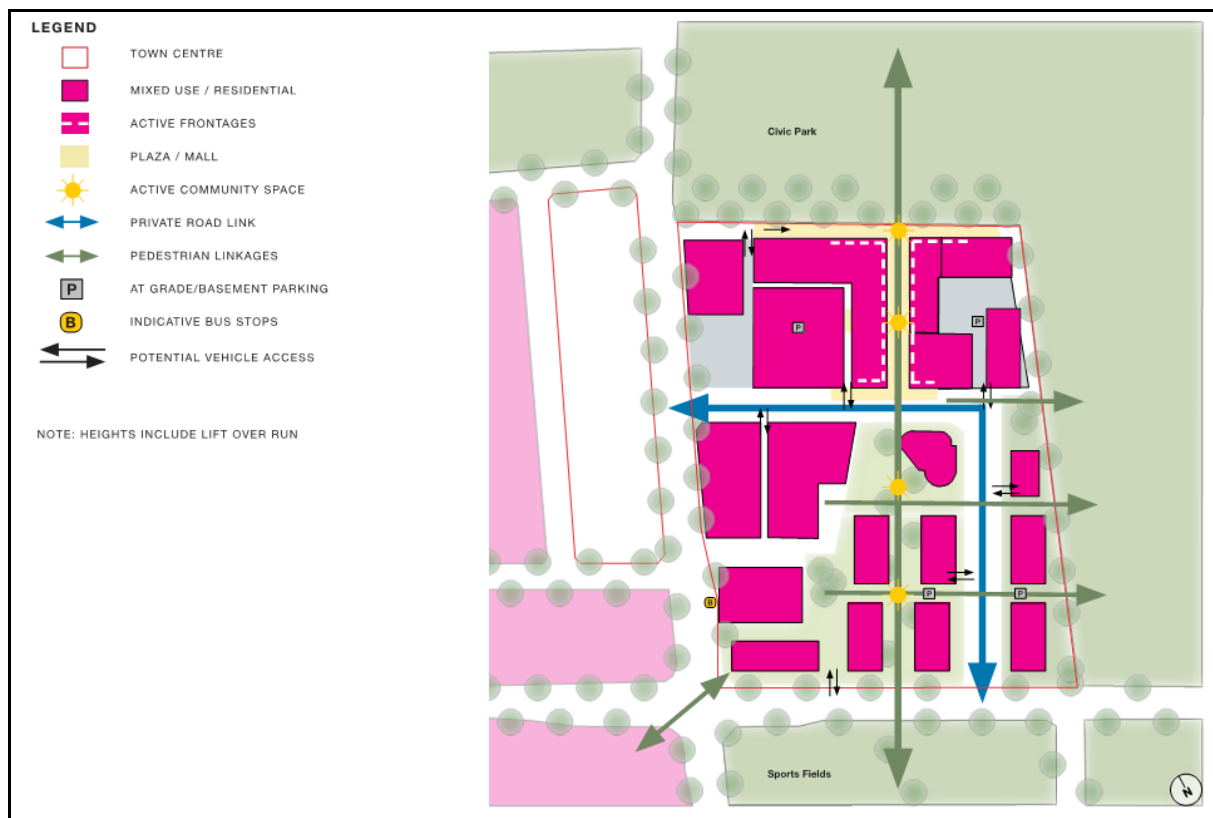 LEGEND
TOWN CENTRE
MIXED USE / RESIDENTIAL
ACTIVE FRONTAGES
PLAZA / MALL
ACTIVE COMMUNITY SPACE
PRIVATE ROAD LINK
PEDESTRIAN LINKAGES
P
AT GRADE/BASEMENT PARKING
B
INDICATIVE BUS STOPS
POTENTIAL VEHICLE ACCESS
NOTE: HEIGHTS INCLUDE LIFT OVER RUN
Civic Park
P
P
P
P
B
Sports Fields
N